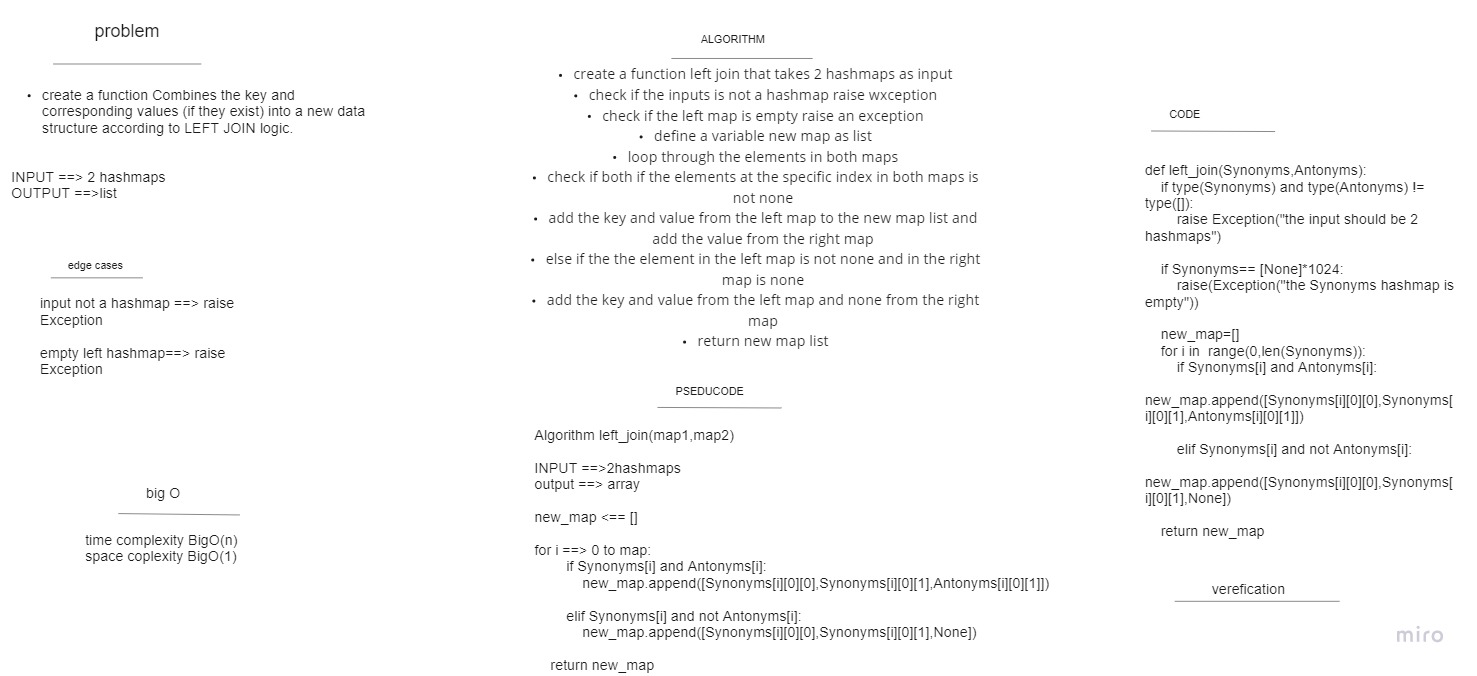 problem
• create a function Combines the key and
corresponding values (if they exist) into a new data
structure according to LEFT JOIN logic.
INPUT ==> 2 hashmaps
OUTPUT ==>list
edge cases
input not a hashmap ==> raise
Exception
empty left hashmap==> raise
Exception
big O
time complexity BigO(n)
space coplexity BigO(1)
ALGORITHM
• create a function left join that takes 2 hashmaps as input
• check if the inputs is not a hashmap raise wxception
• check if the left map is empty raise an exception
• define a variable new map as list
• loop through the elements in both maps
• check if both if the elements at the specific index in both maps is
not none
• add the key and value from the left map to the new map list and
add the value from the right map
• else if the the element in the left map is not none and in the right
map is none
• add the key and value from the left map and none from the right
map
• return new map list
PSEDUCODE
Algorithm left_join(map1,map2)
INPUT ==>2hashmaps
output ==> array
new_map <== []
for i ==> 0 to map:
if Synonyms[i] and Antonyms[i]:
new_map.append([Synonyms[i][0][0],Synonyms[i][0][1],Antonyms[i][0][1]])
elif Synonyms[i] and not Antonyms[i]:
new_map.append([Synonyms[i][0][0],Synonyms[i][0][1],None])
return new_map
CODE
def left_join(Synonyms,Antonyms):
if type(Synonyms) and type(Antonyms) !=
type([]):
raise Exception("the input should be 2
hashmaps")
if Synonyms== [None]*1024:
raise(Exception("the Synonyms hashmap is
empty"))
new_map=[]
for i in  range(0,len(Synonyms)):
if Synonyms[i] and Antonyms[i]:
new_map.append([Synonyms[i][0][0],Synonyms[
i][0][1],Antonyms[i][0][1]])
elif Synonyms[i] and not Antonyms[i]:
new_map.append([Synonyms[i][0][0],Synonyms[
i][0][1],None])
return new_map
verefication
miro